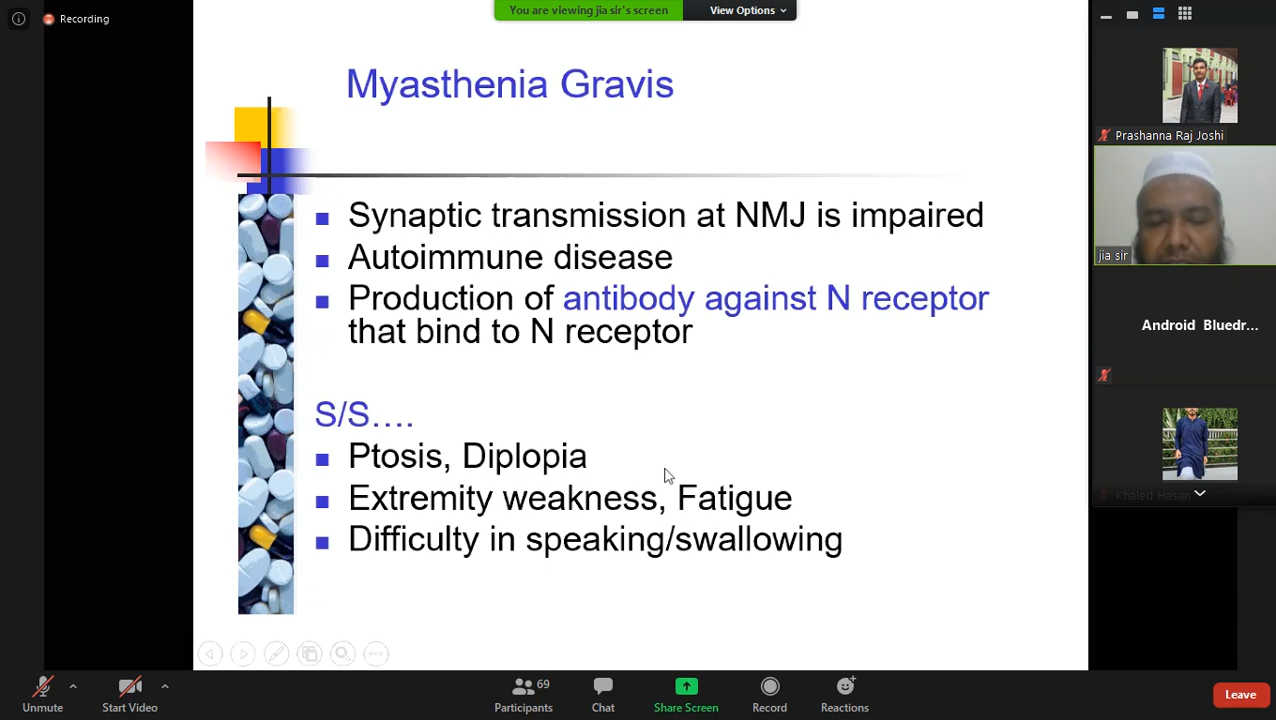 Recording
You are viewing jia sir's screen
View Options
Myasthenia Gravis
Synaptic transmission at NMJ is impaired
Autoimmune disease
Production of antibody against N receptor
that bind to N receptor
S/S....
Ptosis, Diplopia
Extremity weakness, Fatigue
Difficulty in speaking/swallowing
Prashanna Raj Joshi
jia sir
Android Bluedr...
Khaled Hasan
Unmute
Start Video
69
Participants
Chat
Share Screen
Record
Reactions
Leave